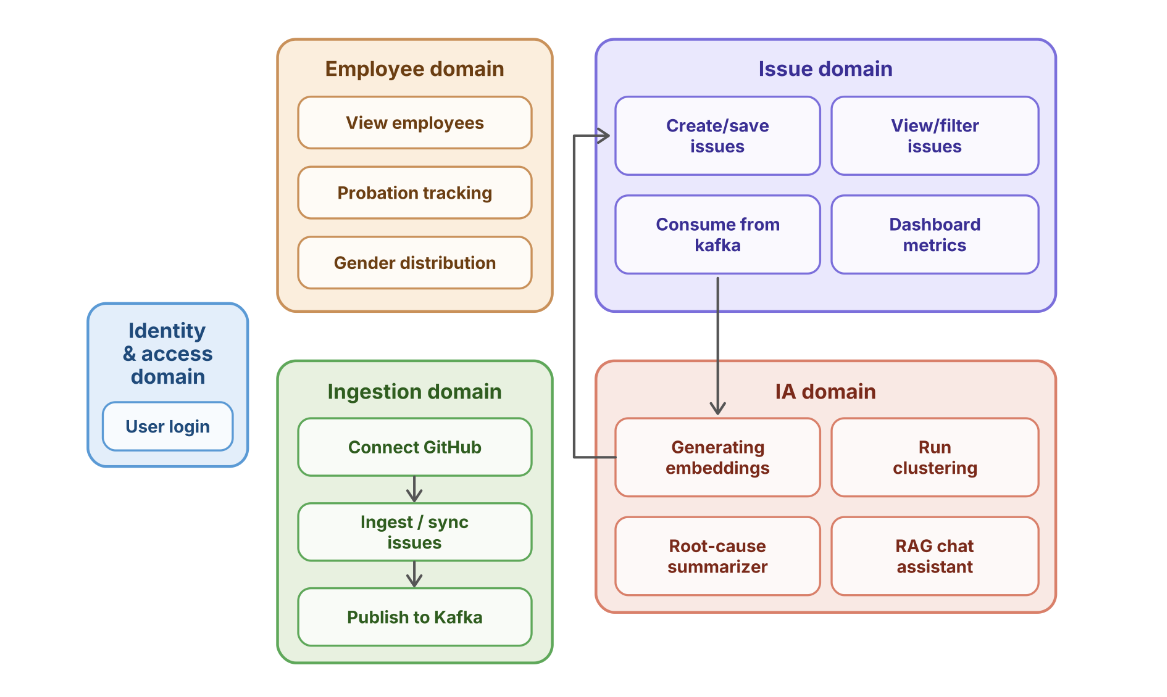 Employee domain
View employees
Probation tracking
Gender distribution
Issue domain
Create/save
issues
View/filter
issues
Consume from
kafka
Dashboard
metrics
Identity
& access
domain
User login
Ingestion domain
Connect GitHub
Ingest / sync
issues
Publish to Kafka
IA domain
Generating
embeddings
Run
clustering
Root-cause
summarizer
RAG chat
assistant